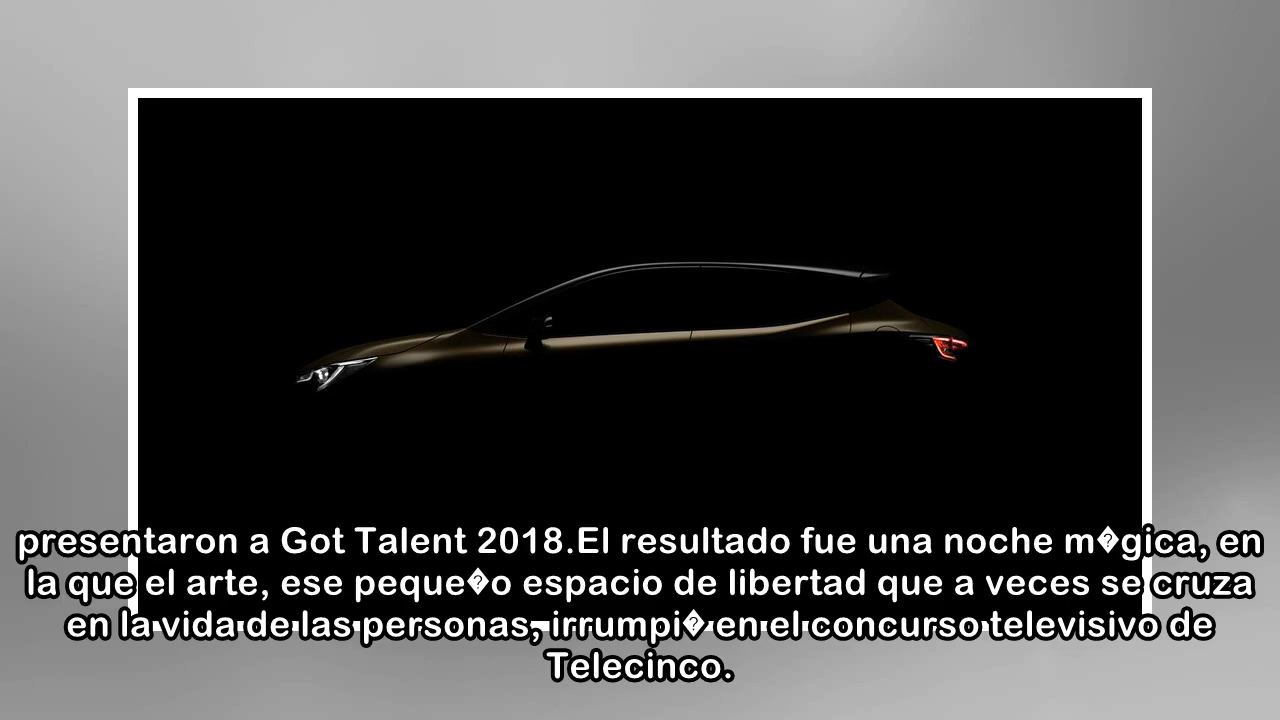 presentaron a Got Talent 2018.El resultado fue una noche m�gica, en
la que el arte, ese peque�o espacio de libertad que a veces se cruza
en la vida de las personas, irrumpi� en el concurso televisivo de
Telecinco.